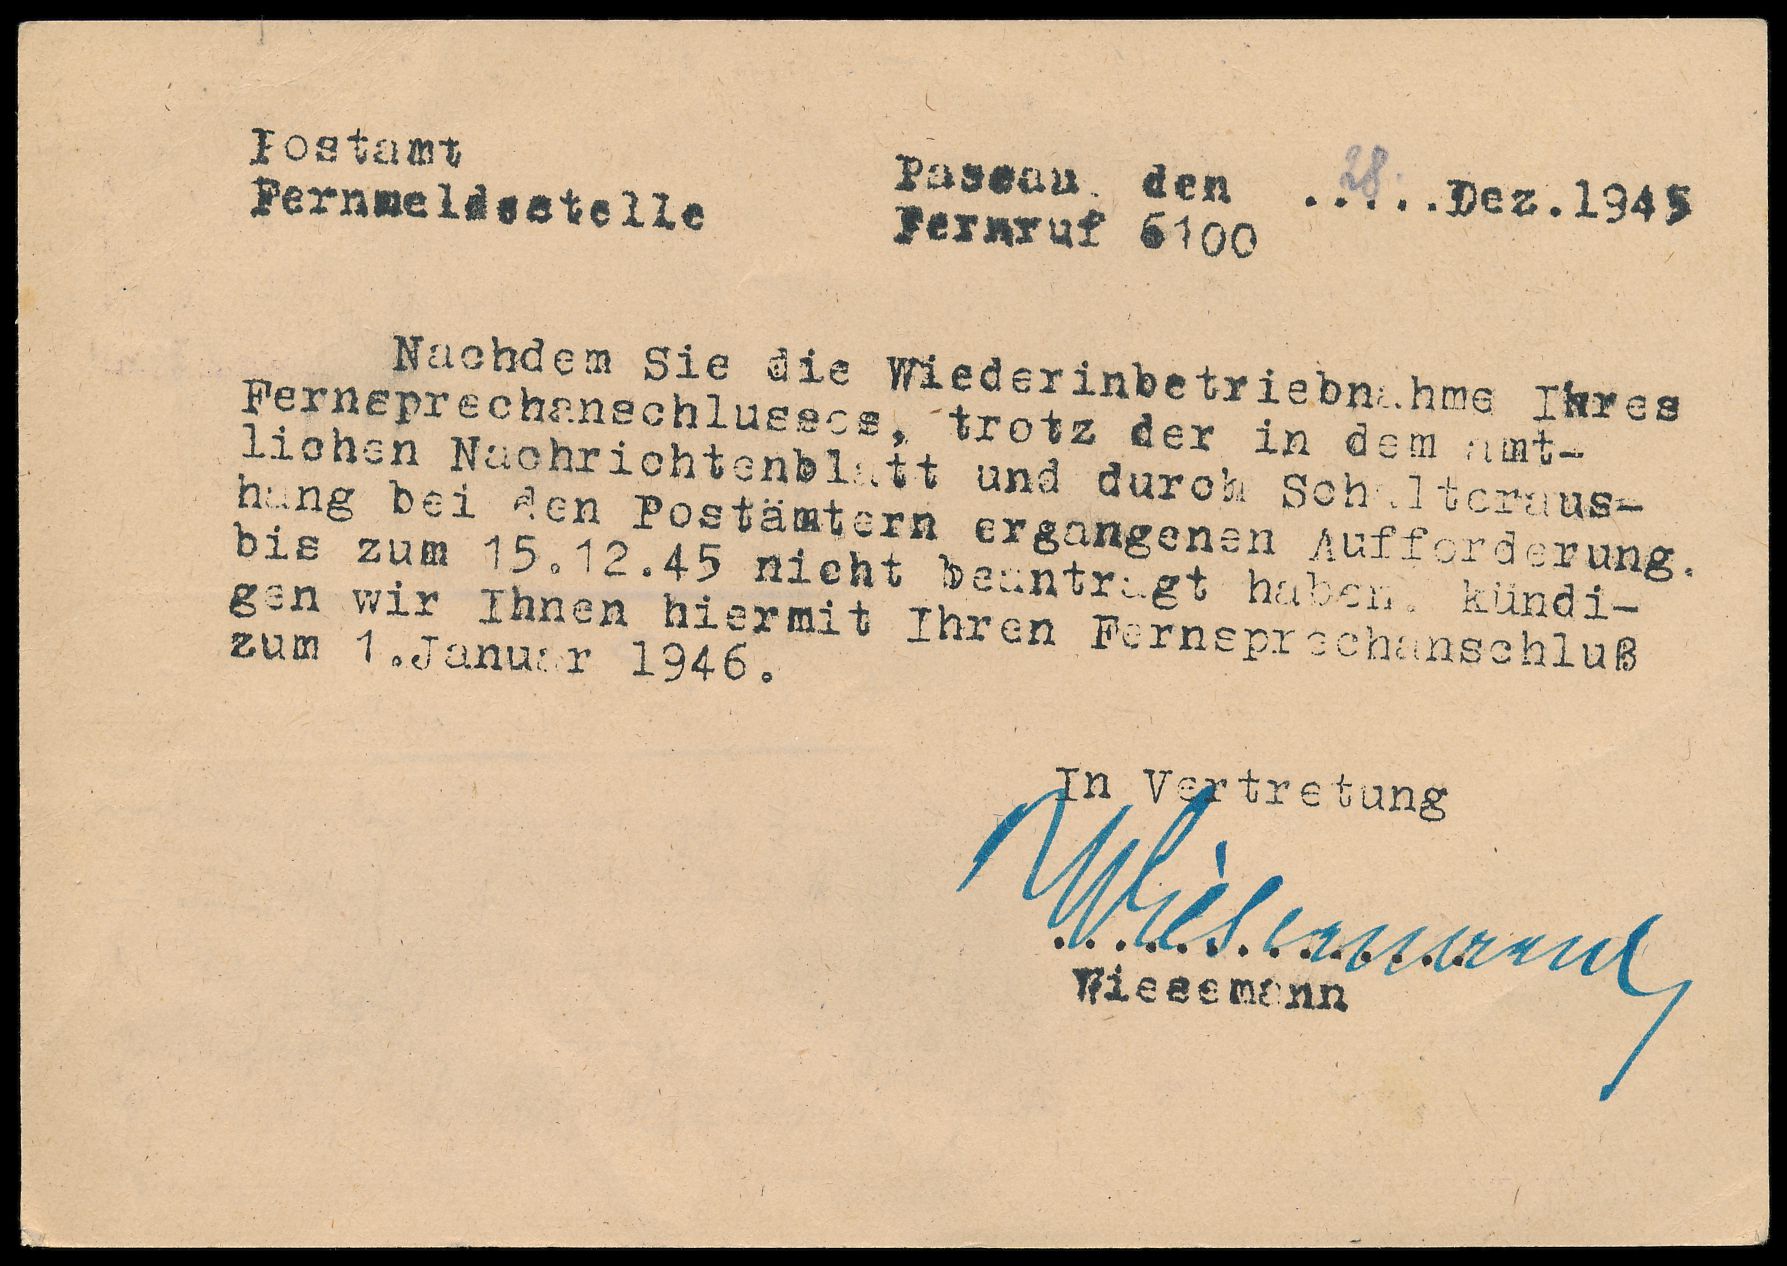 Postamt
Fernmeldestelle
Passau, den ..28...Dez.1945
Fernruf 6100
Nachdem Sie die Wiederinbetriebnahme Ihres
Fernsprechanschlusses, trotz der in dem amt-
lichen Nachrichtenblatt und durch Schalteraus-
hang bei den Postämtern ergangenen Aufforderung.
bis zum 15.12.45 nicht beantragt haben. kündi-
gen wir Ihnen hiermit Ihren Fernsprechanschluß
zum 1.Januar 1946.
In Vertretung
Wiesemann
Wiesemann